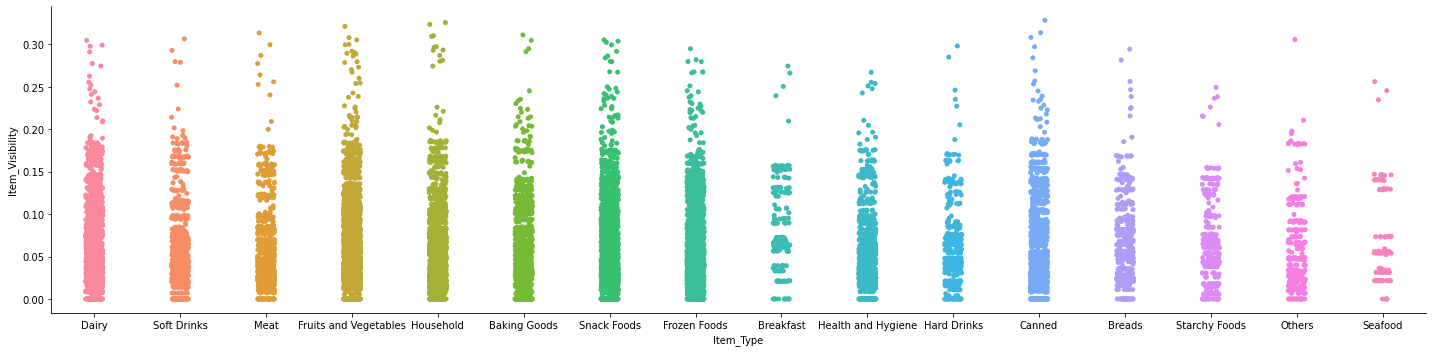 Item_Visibility
0.30
0.25
0.20
0.15
0.10
0.05
0.00
Dairy Soft Drinks Meat Fruits and Vegetables Household Baking Goods Snack Foods Frozen Foods Breakfast Health and Hygiene Hard Drinks Canned Breads Starchy Foods Others Seafood
Item_Type